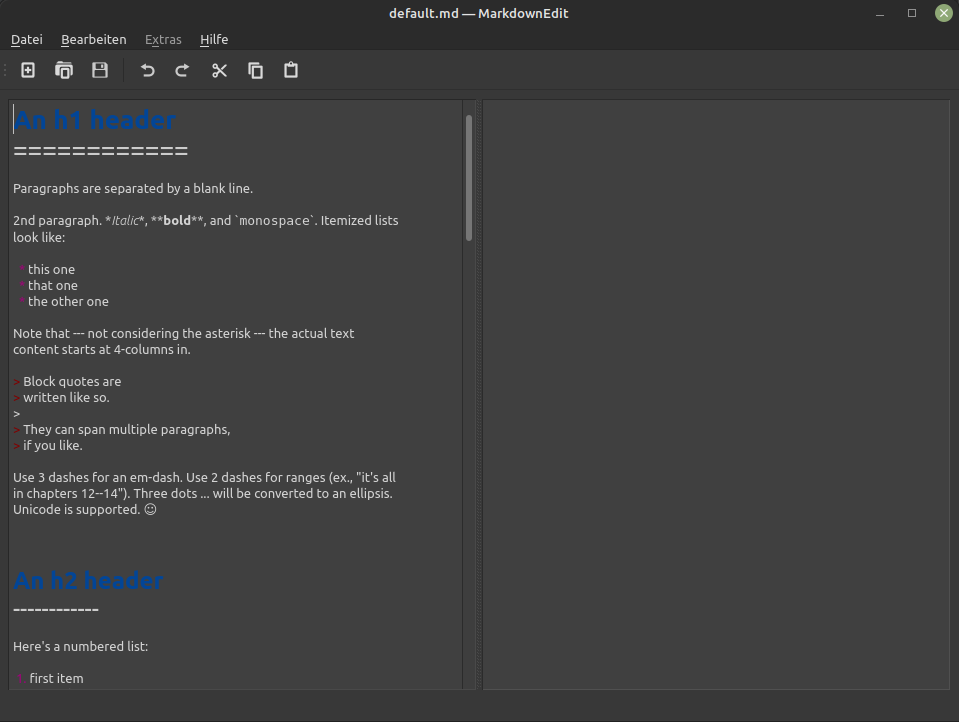 default.md — MarkdownEdit
Datei Bearbeiten Extras Hilfe
An h1 header
============
Paragraphs are separated by a blank line.
2nd paragraph. *Italic*, **bold**, and `monospace`. Itemized lists
look like:
* this one
* that one
* the other one
Note that --- not considering the asterisk --- the actual text
content starts at 4-columns in.
> Block quotes are
> written like so.
>
> They can span multiple paragraphs,
> if you like.
Use 3 dashes for an em-dash. Use 2 dashes for ranges (ex., "it's all
in chapters 12--14"). Three dots ... will be converted to an ellipsis.
Unicode is supported. ☺
An h2 header
------------
Here's a numbered list:
1. first item